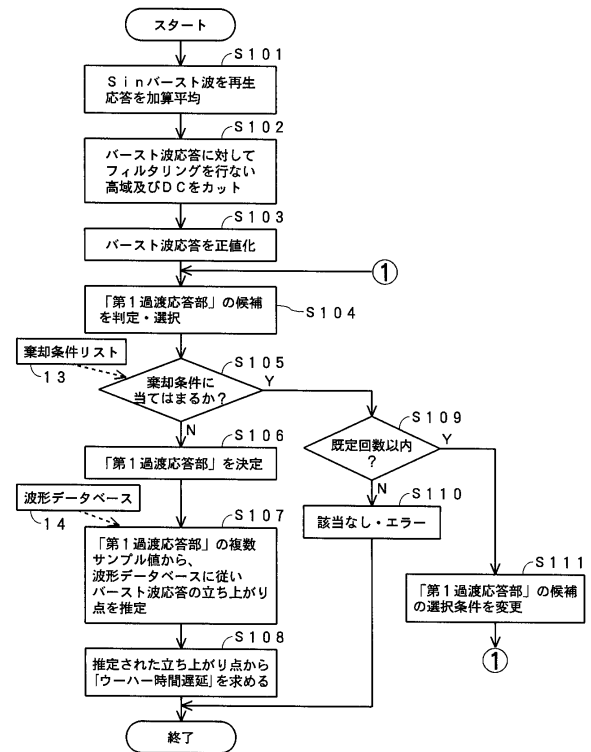 スタート
S101
Sinバースト波を再生
応答を加算平均
S102
バースト波応答に対して
フィルタリングを行ない
高域及びDCをカット
S103
バースト波応答を正値化
①
「第1過渡応答部」の候補
を判定・選択
S104
棄却条件リスト
13
S105
棄却条件に
当てはまるか?
Y
N
S109
既定回数以内
?
Y
N
S106
「第1過渡応答部」を決定
S110
該当なし・エラー
波形データベース
14
S107
「第1過渡応答部」の複数
サンプル値から、
波形データベースに従い
バースト波応答の立ち上がり
点を推定
S111
「第1過渡応答部」の候補
の選択条件を変更
①
S108
推定された立ち上がり点から
「ウーハー時間遅延」を求める
終了